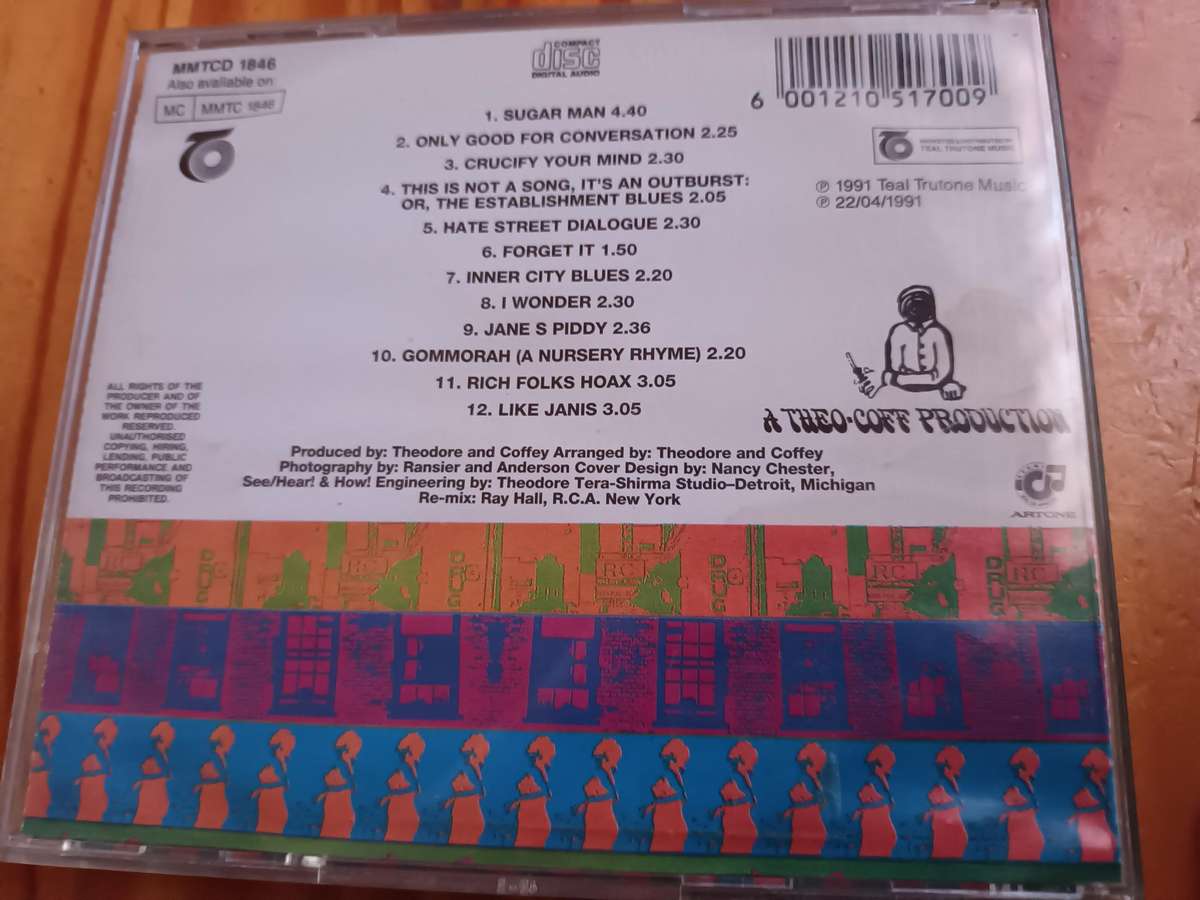 MMTCD 1846
Also available on
MC MMTC 1846
COMPACT
disc
DIGITAL AUDIO
6 001210 517009
MARKETED & DISTRIBUTED BY
TEAL TRUTONE MUSIC
℗ 1991 Teal Trutone Music
℗ 22/04/1991
1. SUGAR MAN 4.40
2. ONLY GOOD FOR CONVERSATION 2.25
3. CRUCIFY YOUR MIND 2.30
4. THIS IS NOT A SONG, IT'S AN OUTBURST:
OR, THE ESTABLISHMENT BLUES 2.05
5. HATE STREET DIALOGUE 2.30
6. FORGET IT 1.50
7. INNER CITY BLUES 2.20
8. I WONDER 2.30
9. JANE S PIDDY 2.36
10. GOMMORAH (A NURSERY RHYME) 2.20
11. RICH FOLKS HOAX 3.05
12. LIKE JANIS 3.05
ALL RIGHTS OF THE
PRODUCER AND OF
THE OWNER OF THE
WORK REPRODUCED
RESERVED.
UNAUTHORISED
COPYING, HIRING,
LENDING, PUBLIC
PERFORMANCE AND
BROADCASTING OF
THIS RECORDING
PROHIBITED.
A THEO-COFF PRODUCTION
Produced by: Theodore and Coffey Arranged by: Theodore and Coffey
Photography by: Ransier and Anderson Cover Design by: Nancy Chester,
See/Hear! & How! Engineering by: Theodore Tera-Shirma Studio–Detroit, Michigan
Re-mix: Ray Hall, R.C.A. New York
ARTONE
DRUG
RC
DRUG
RC
DRUG
RC